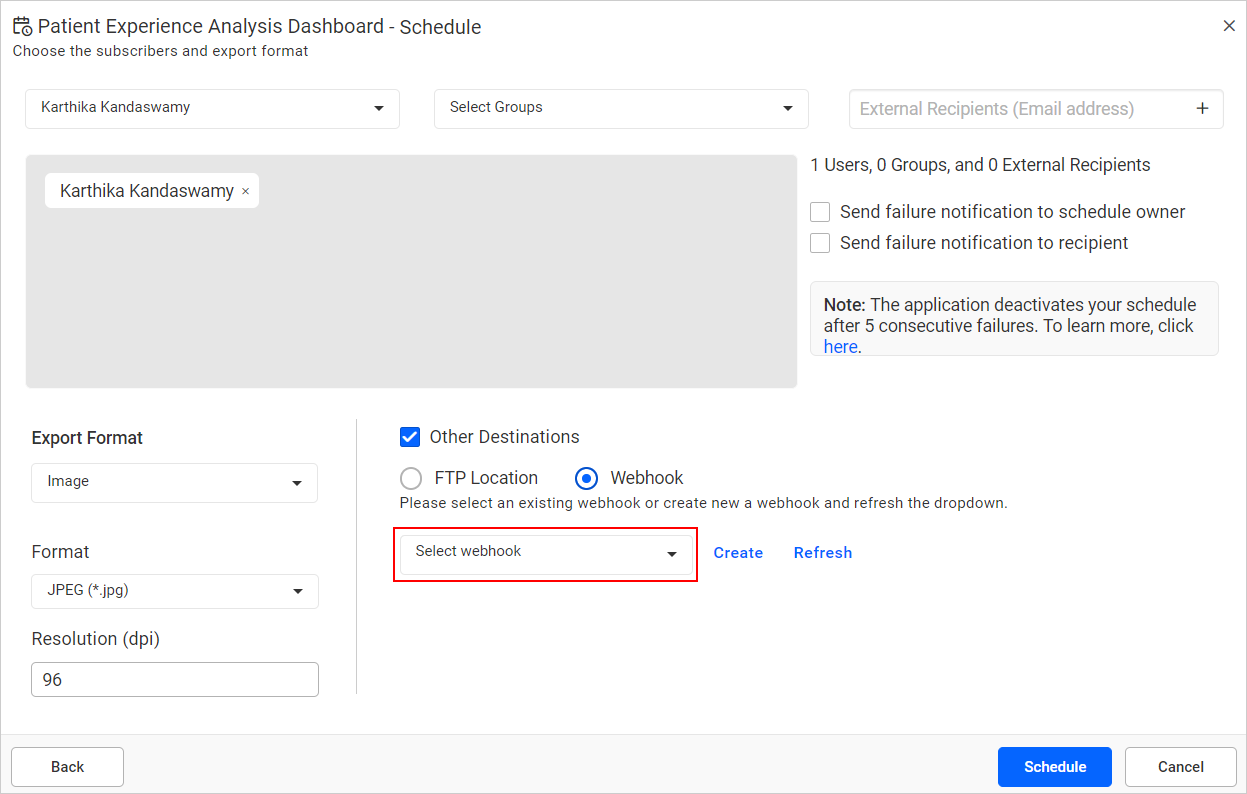 Patient Experience Analysis Dashboard - Schedule
Choose the subscribers and export format
Karthika Kandaswamy
Select Groups
External Recipients (Email address)
Karthika Kandaswamy ×
1 Users, 0 Groups, and 0 External Recipients
Send failure notification to schedule owner
Send failure notification to recipient
Note: The application deactivates your schedule
after 5 consecutive failures. To learn more, click
here.
Export Format
Image
Format
JPEG (*.jpg)
Resolution (dpi)
96
Other Destinations
FTP Location
Webhook
Please select an existing webhook or create new a webhook and refresh the dropdown.
Select webhook
Create
Refresh
Back
Schedule
Cancel